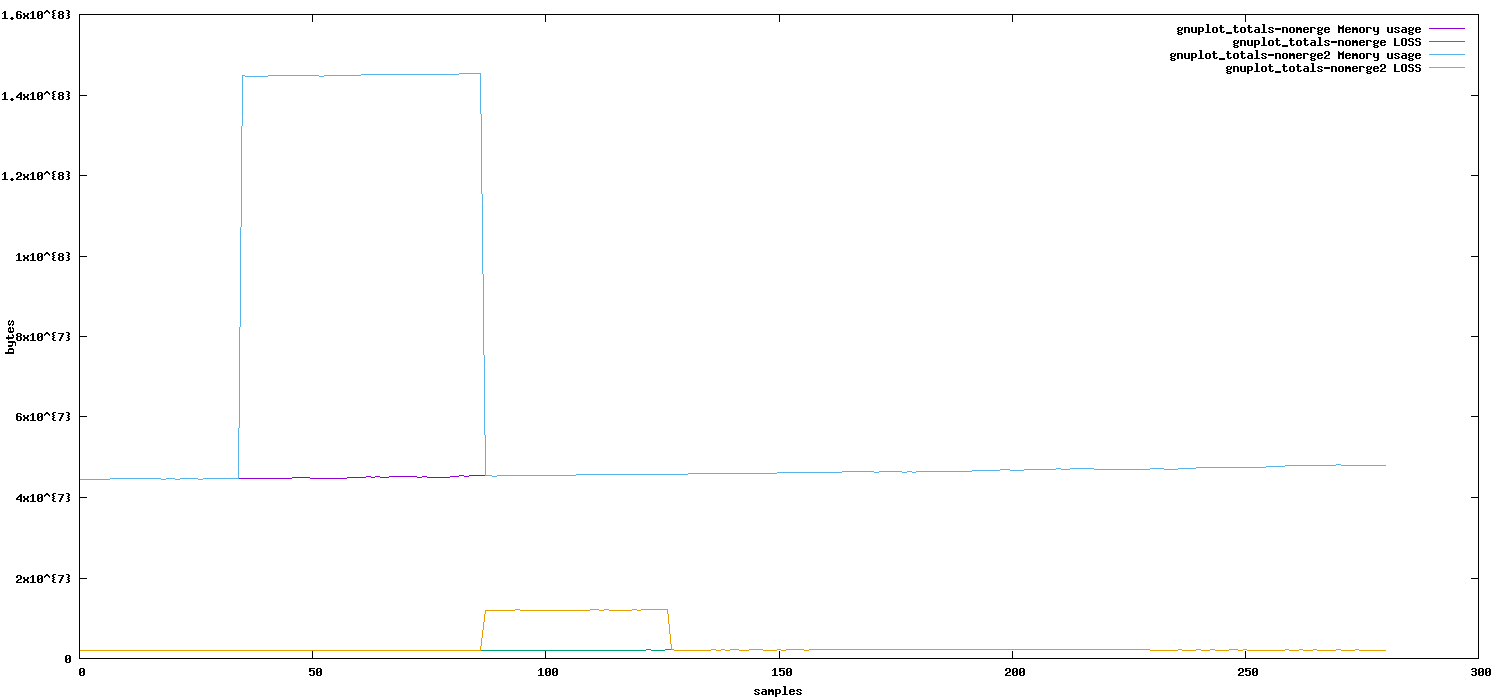 1.6x10^{8}
gnuplot_totals-nomerge Memory usage
gnuplot_totals-nomerge LOSS
gnuplot_totals-nomerge2 Memory usage
gnuplot_totals-nomerge2 LOSS
1.4x10^{8}
1.2x10^{8}
1x10^{8}
bytes
8x10^{7}
6x10^{7}
4x10^{7}
2x10^{7}
0
0 50 100 150 200 250 300
samples